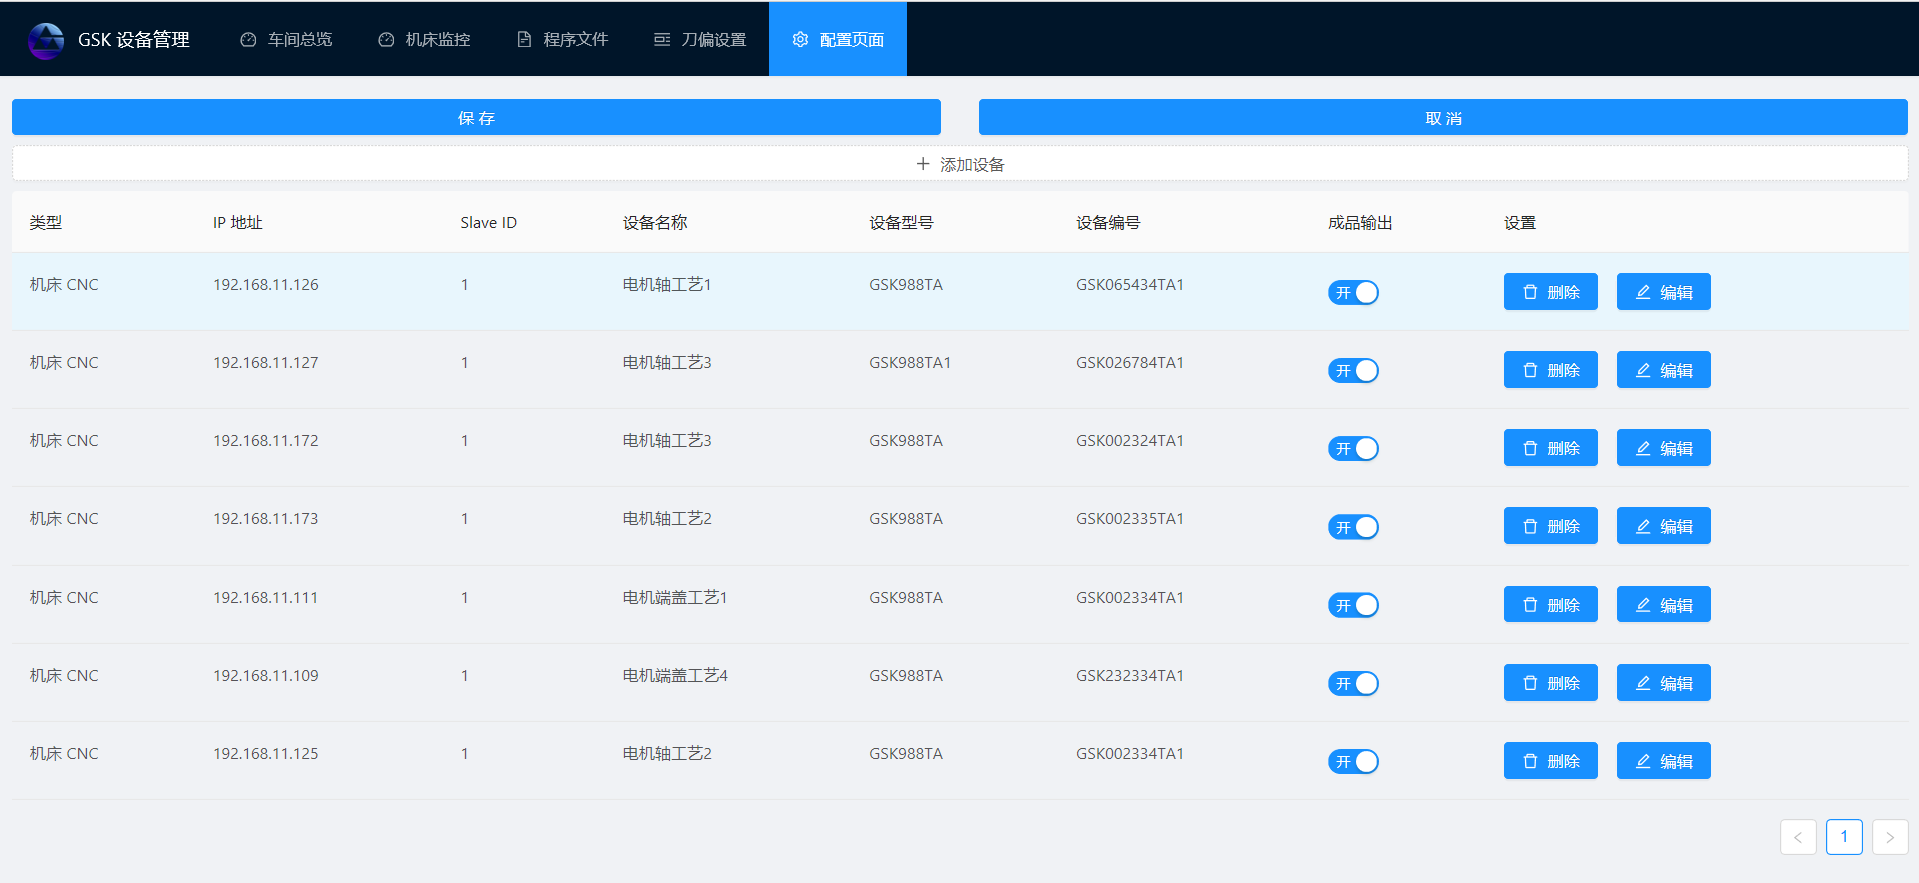 GSK 设备管理 车间总览 机床监控 程序文件 刀偏设置 配置页面
保 存 取 消
添加设备
类型 IP 地址 Slave ID 设备名称 设备型号 设备编号 成品输出 设置
机床 CNC 192.168.11.126 1 电机轴工艺1 GSK988TA GSK065434TA1 开 删除 编辑
机床 CNC 192.168.11.127 1 电机轴工艺3 GSK988TA1 GSK026784TA1 开 删除 编辑
机床 CNC 192.168.11.172 1 电机轴工艺3 GSK988TA GSK002324TA1 开 删除 编辑
机床 CNC 192.168.11.173 1 电机轴工艺2 GSK988TA GSK002335TA1 开 删除 编辑
机床 CNC 192.168.11.111 1 电机端盖工艺1 GSK988TA GSK002334TA1 开 删除 编辑
机床 CNC 192.168.11.109 1 电机端盖工艺4 GSK988TA GSK232334TA1 开 删除 编辑
机床 CNC 192.168.11.125 1 电机轴工艺2 GSK988TA GSK002334TA1 开 删除 编辑
1